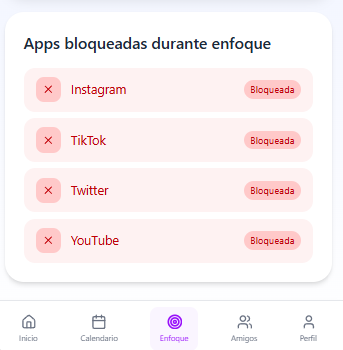 Apps bloqueadas durante enfoque
Instagram Bloqueada
TikTok Bloqueada
Twitter Bloqueada
YouTube Bloqueada
Inicio Calendario Enfoque Amigos Perfil